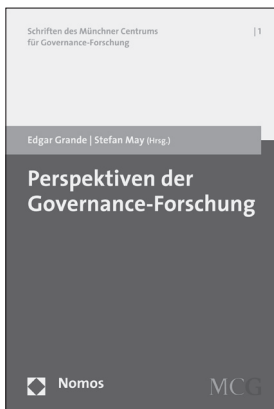 Schriften des Münchner Centrums
für Governance-Forschung
| 1
Edgar Grande | Stefan May (Hrsg.)
Perspektiven der
Governance-Forschung
Nomos
MCG